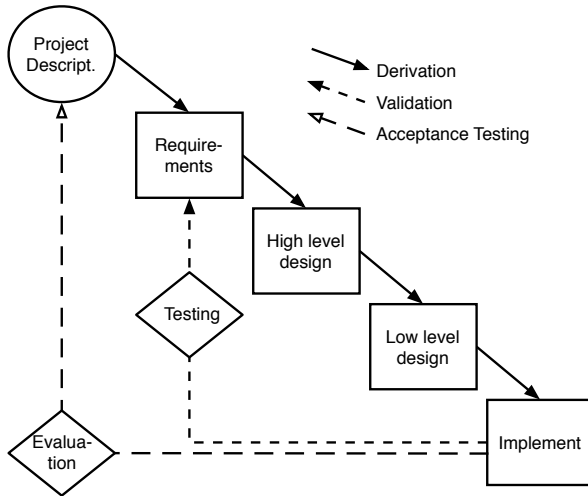 Project
Descript.
Derivation
Validation
Acceptance Testing
Require-
ments
High level
design
Testing
Low level
design
Evalua-
tion
Implement